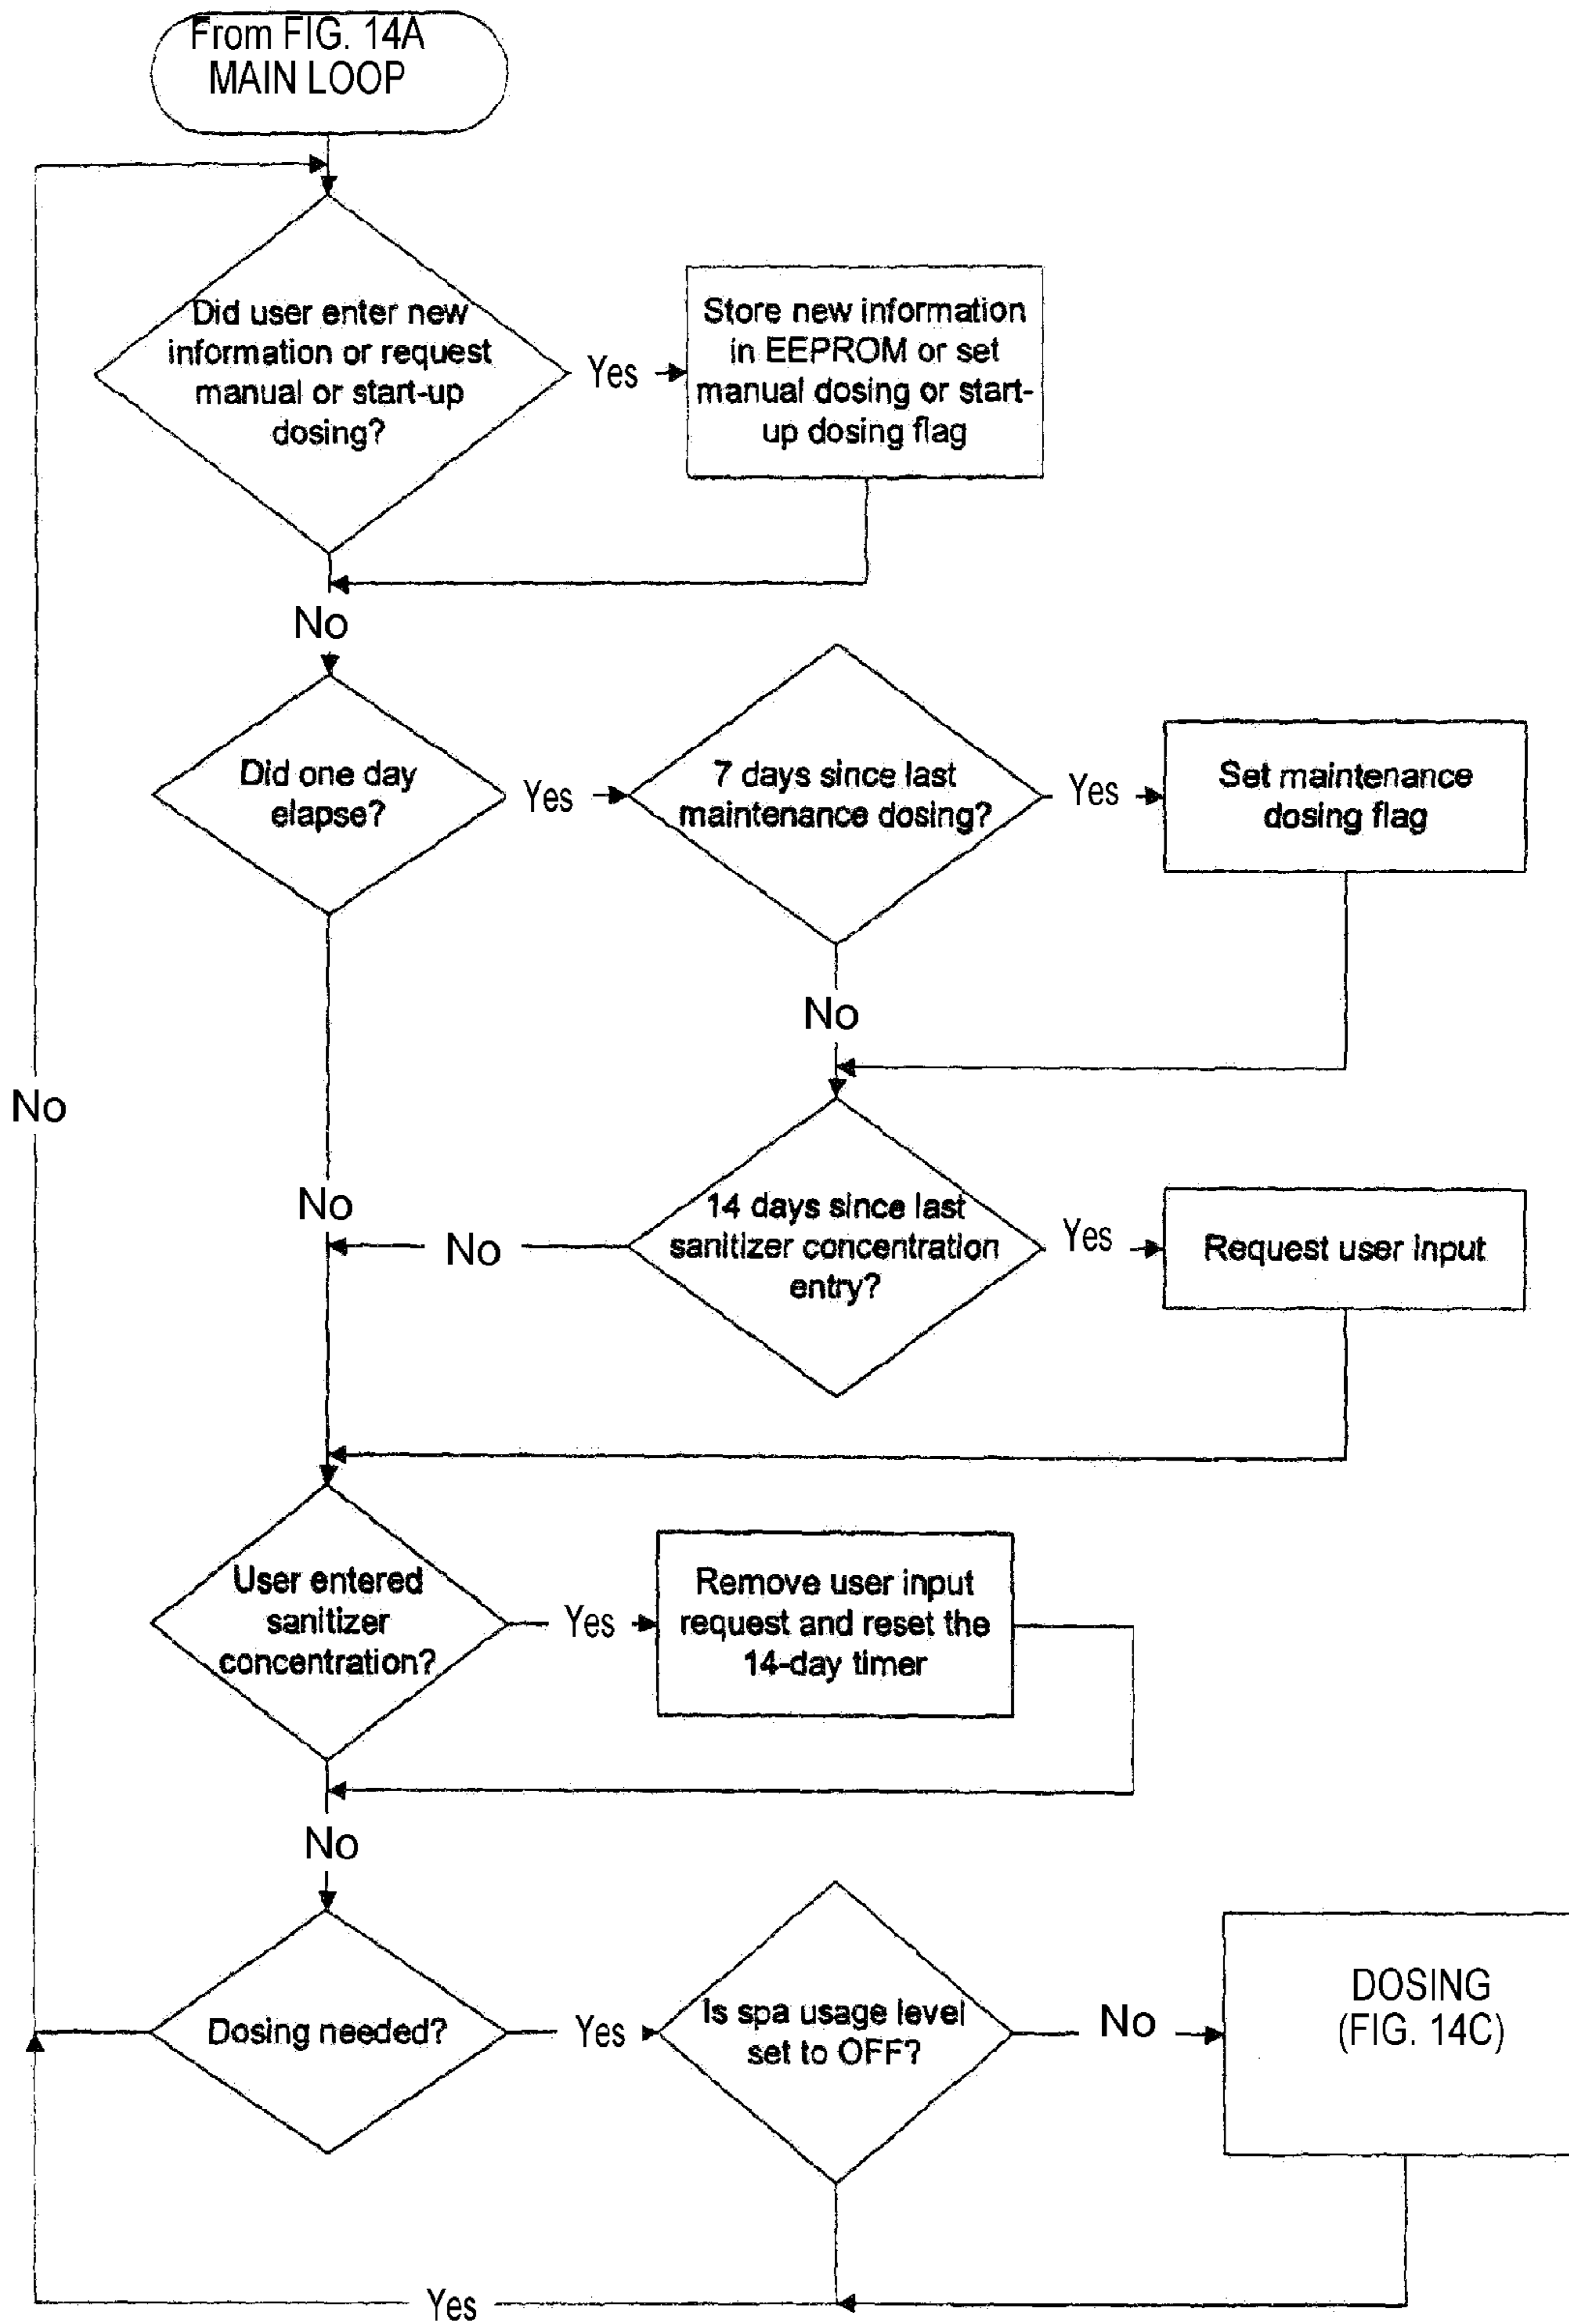 From FIG. 14A
MAIN LOOP
Did user enter new
information or request
manual or start-up
dosing?
Yes
Store new information
in EEPROM or set
manual dosing or start-
up dosing flag
No
Did one day
elapse?
Yes
7 days since last
maintenance dosing?
Yes
Set maintenance
dosing flag
No
No
No
14 days since last
sanitizer concentration
entry?
Yes
Request user input
No
User entered
sanitizer
concentration?
Yes
Remove user input
request and reset the
14-day timer
No
Dosing needed?
Yes
Is spa usage level
set to OFF?
No
DOSING
(FIG. 14C)
Yes